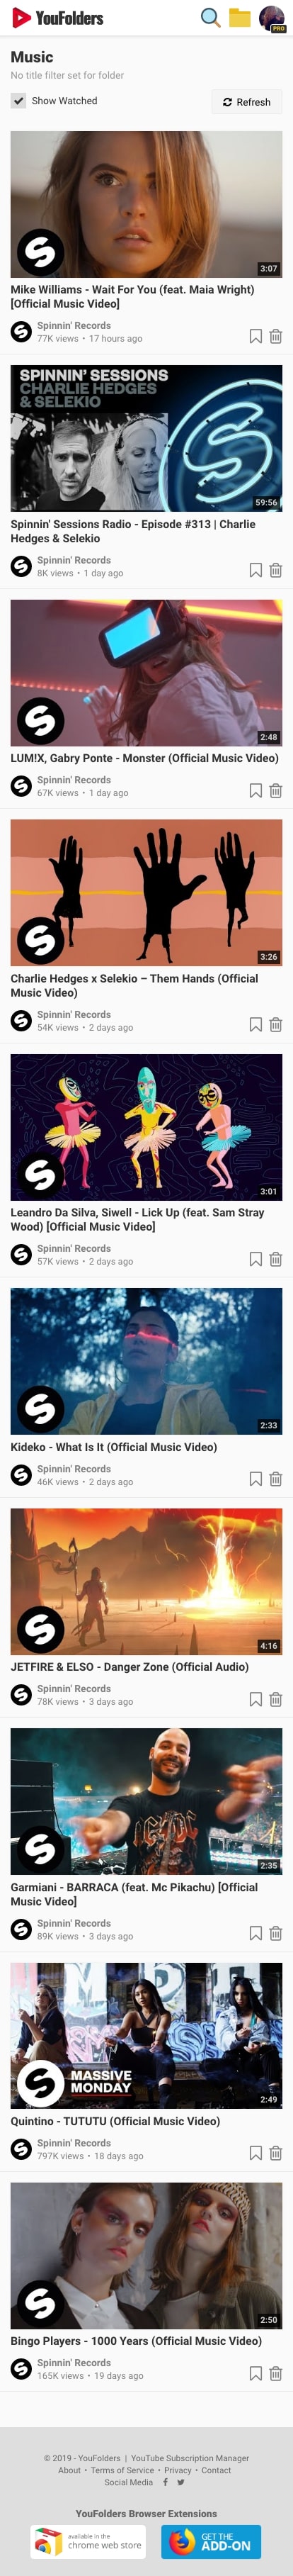 YouFolders
PRO
Music
No title filter set for folder
Show Watched
Refresh
3:07
Mike Williams - Wait For You (feat. Maia Wright)
[Official Music Video]
Spinnin' Records
77K views • 17 hours ago
SPINNIN' SESSIONS
CHARLIE HEDGES
& SELEKIO
59:56
Spinnin' Sessions Radio - Episode #313 | Charlie
Hedges & Selekio
Spinnin' Records
8K views • 1 day ago
2:48
LUM!X, Gabry Ponte - Monster (Official Music Video)
Spinnin' Records
67K views • 1 day ago
3:26
Charlie Hedges x Selekio – Them Hands (Official
Music Video)
Spinnin' Records
54K views • 2 days ago
3:01
Leandro Da Silva, Siwell - Lick Up (feat. Sam Stray
Wood) [Official Music Video]
Spinnin' Records
57K views • 2 days ago
2:33
Kideko - What Is It (Official Music Video)
Spinnin' Records
46K views • 2 days ago
4:16
JETFIRE & ELSO - Danger Zone (Official Audio)
Spinnin' Records
78K views • 3 days ago
2:35
Garmiani - BARRACA (feat. Mc Pikachu) [Official
Music Video]
Spinnin' Records
89K views • 3 days ago
MASSIVE
MONDAY
2:49
Quintino - TUTUTU (Official Music Video)
Spinnin' Records
797K views • 18 days ago
2:50
Bingo Players - 1000 Years (Official Music Video)
Spinnin' Records
165K views • 19 days ago
© 2019 - YouFolders | YouTube Subscription Manager
About • Terms of Service • Privacy • Contact
Social Media
YouFolders Browser Extensions
available in the
chrome web store
GET THE
ADD-ON